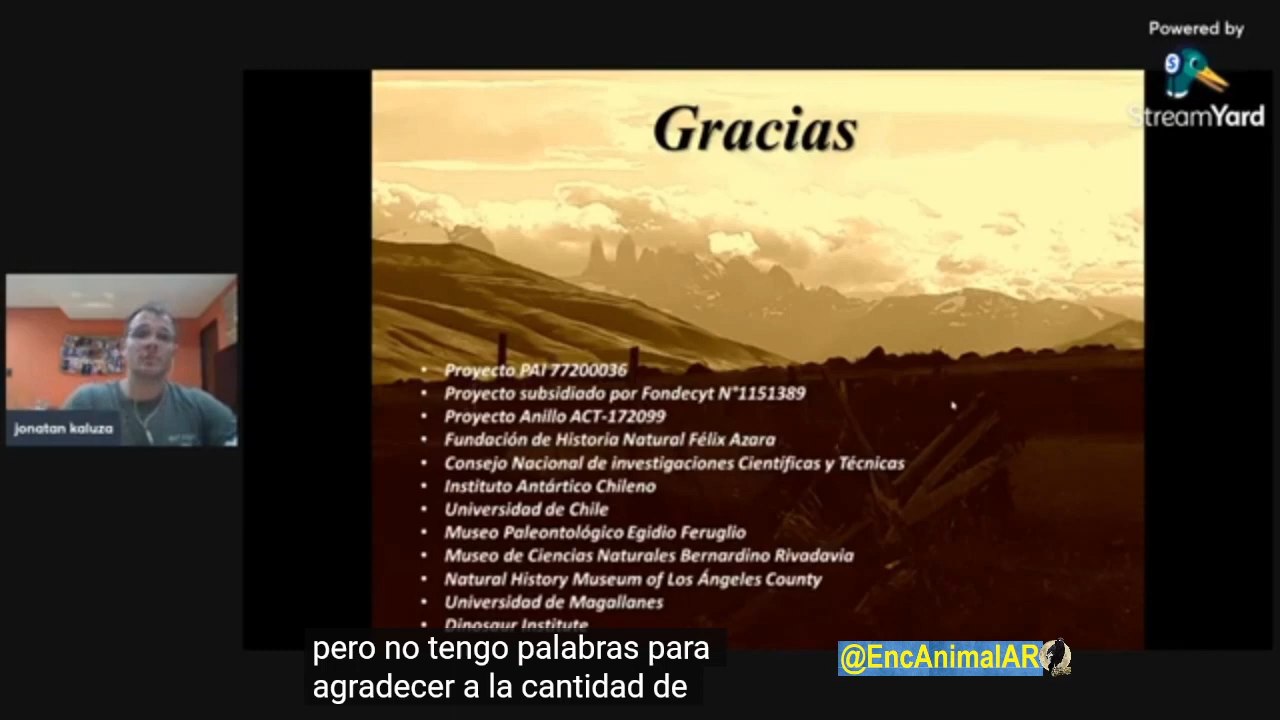 Powered by
StreamYard
Gracias
• Proyecto PAI 77200036
• Proyecto subsidiado por Fondecyt N°1151389
• Proyecto Anillo ACT-172099
• Fundación de Historia Natural Félix Azara
• Consejo Nacional de investigaciones Científicas y Técnicas
• Instituto Antártico Chileno
• Universidad de Chile
• Museo Paleontológico Egidio Feruglio
• Museo de Ciencias Naturales Bernardino Rivadavia
• Natural History Museum of Los Ángeles County
• Universidad de Magallanes
• Dinosaur Institute
jonatan kaluza
pero no tengo palabras para
agradecer a la cantidad de
@EncAnimalAR